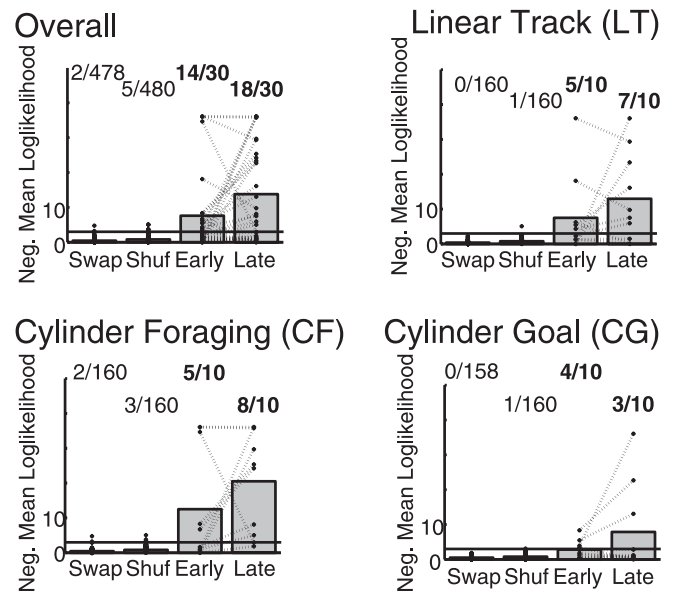 Overall
Neg. Mean Loglikelihood
2/478
5/480
14/30
18/30
10
0
Swap Shuf Early Late
Linear Track (LT)
Neg. Mean Loglikelihood
0/160
1/160
5/10
7/10
10
0
Swap Shuf Early Late
Cylinder Foraging (CF)
Neg. Mean Loglikelihood
2/160
3/160
5/10
8/10
10
0
Swap Shuf Early Late
Cylinder Goal (CG)
Neg. Mean Loglikelihood
0/158
1/160
4/10
3/10
10
0
Swap Shuf Early Late